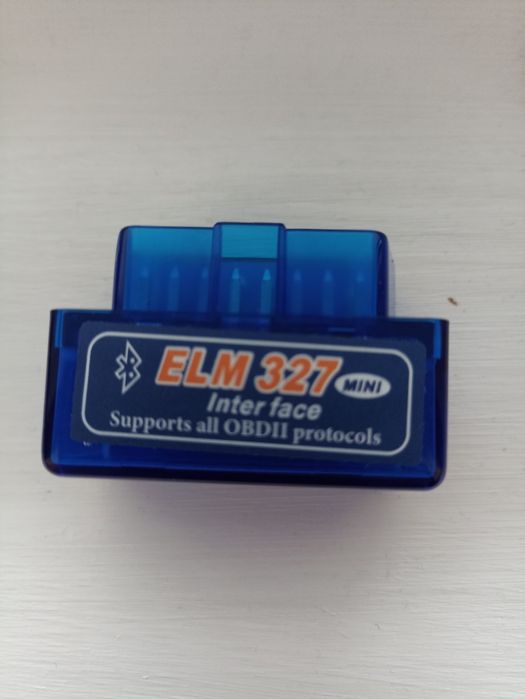 ELM 327 MINI
Inter face
Supports all OBDII protocols